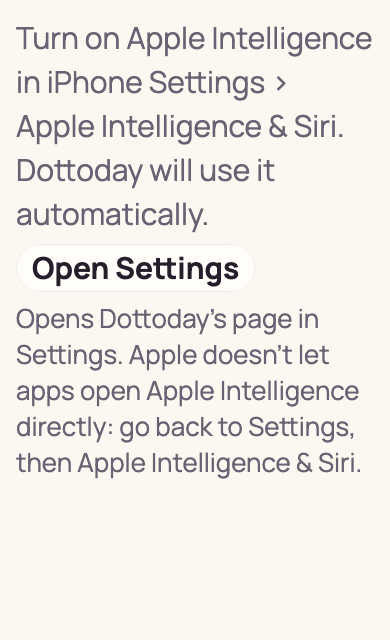 Turn on Apple Intelligence
in iPhone Settings >
Apple Intelligence & Siri.
Dottoday will use it
automatically.
Open Settings
Opens Dottoday’s page in
Settings. Apple doesn’t let
apps open Apple Intelligence
directly: go back to Settings,
then Apple Intelligence & Siri.